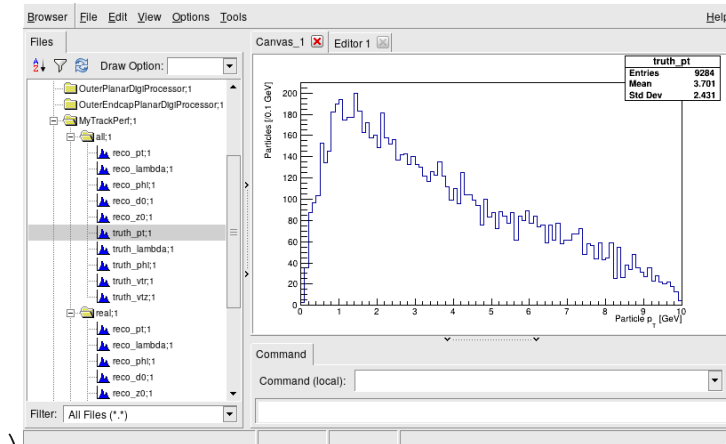 Browser File Edit View Options Tools Help
Files
Draw Option:
OuterPlanarDigiProcessor;1
OuterEndcapPlanarDigiProcessor;1
MyTrackPerf;1
all;1
reco_pt;1
reco_lambda;1
reco_phi;1
reco_d0;1
reco_z0;1
truth_pt;1
truth_lambda;1
truth_phi;1
truth_vtr;1
truth_vtz;1
real;1
reco_pt;1
reco_lambda;1
reco_phi;1
reco_d0;1
reco_z0;1
Filter: All Files (*.*)
Canvas_1 Editor 1
truth_pt
Entries 9284
Mean 3.701
Std Dev 2.431
Particles [/0.1 GeV]
200
180
160
140
120
100
80
60
40
20
0
0 1 2 3 4 5 6 7 8 9 10
Particle p_T [GeV]
Command
Command (local):